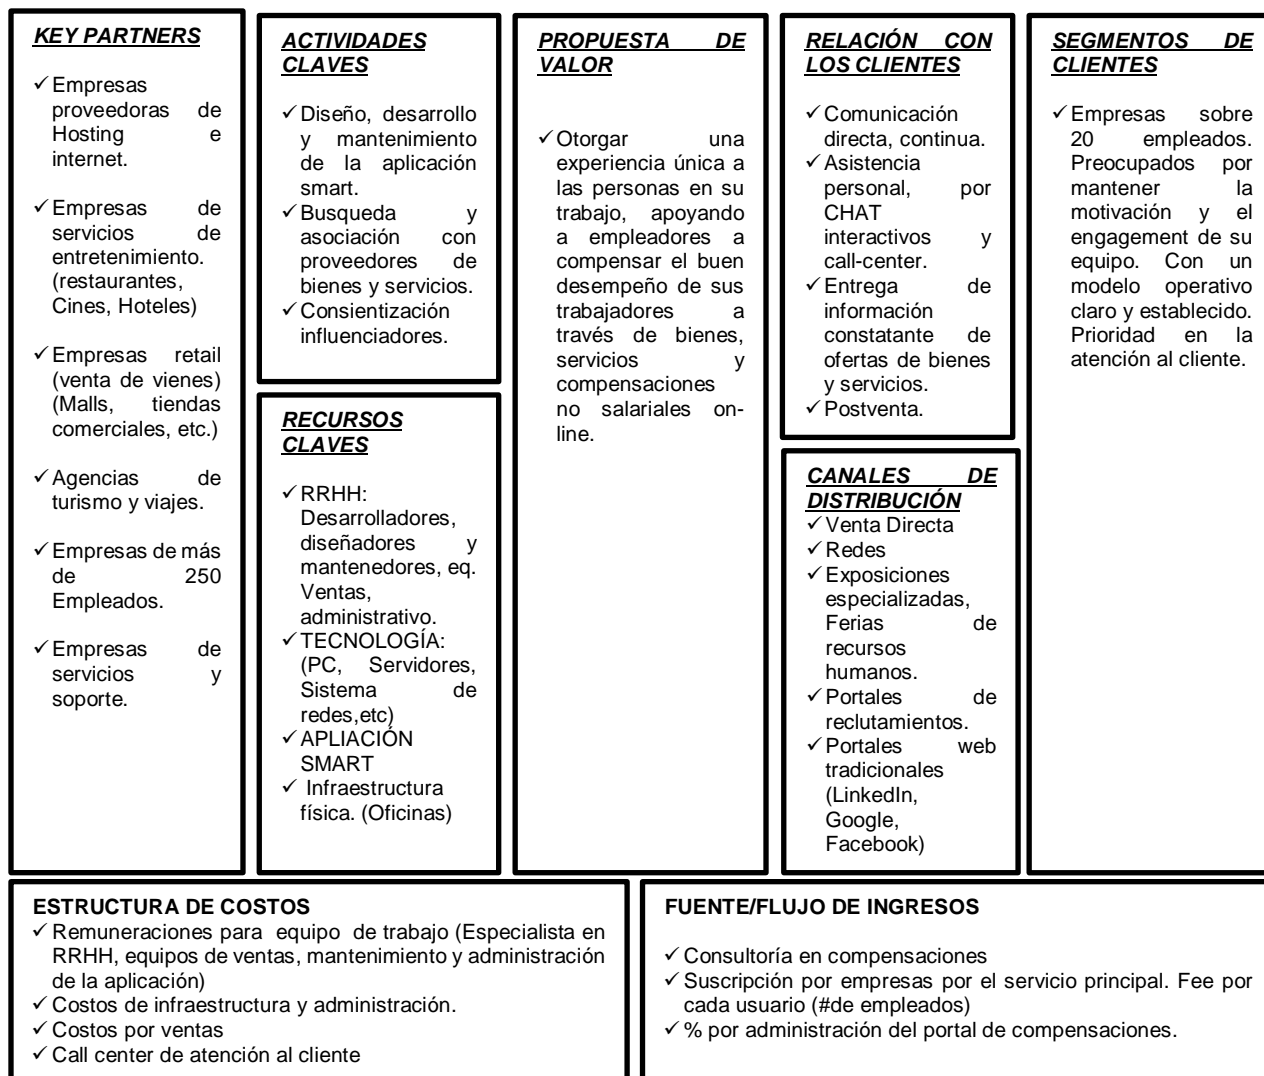 KEY PARTNERS
✓ Empresas
proveedoras de
Hosting e
internet.
✓ Empresas de
servicios de
entretenimiento.
(restaurantes,
Cines, Hoteles)
✓ Empresas retail
(venta de vienes)
(Malls, tiendas
comerciales, etc.)
✓ Agencias de
turismo y viajes.
✓ Empresas de más
de 250
Empleados.
✓ Empresas de
servicios y
soporte.
ACTIVIDADES
CLAVES
✓ Diseño, desarrollo
y mantenimiento
de la aplicación
smart.
✓ Busqueda y
asociación con
proveedores de
bienes y servicios.
✓ Consientización
influenciadores.
RECURSOS
CLAVES
✓ RRHH:
Desarrolladores,
diseñadores y
mantenedores, eq.
Ventas,
administrativo.
✓ TECNOLOGÍA:
(PC, Servidores,
Sistema de
redes,etc)
✓ APLIACIÓN
SMART
✓ Infraestructura
física. (Oficinas)
PROPUESTA DE
VALOR
✓ Otorgar una
experiencia única a
las personas en su
trabajo, apoyando
a empleadores a
compensar el buen
desempeño de sus
trabajadores a
través de bienes,
servicios y
compensaciones
no salariales on-
line.
RELACIÓN CON
LOS CLIENTES
✓ Comunicación
directa, continua.
✓ Asistencia
personal, por
CHAT
interactivos y
call-center.
✓ Entrega de
información
constatante de
ofertas de bienes
y servicios.
✓ Postventa.
CANALES DE
DISTRIBUCIÓN
✓ Venta Directa
✓ Redes
✓ Exposiciones
especializadas,
Ferias de
recursos
humanos.
✓ Portales de
reclutamientos.
✓ Portales web
tradicionales
(LinkedIn,
Google,
Facebook)
SEGMENTOS DE
CLIENTES
✓ Empresas sobre
20 empleados.
Preocupados por
mantener la
motivación y el
engagement de su
equipo. Con un
modelo operativo
claro y establecido.
Prioridad en la
atención al cliente.
ESTRUCTURA DE COSTOS
✓ Remuneraciones para equipo de trabajo (Especialista en
RRHH, equipos de ventas, mantenimiento y administración
de la aplicación)
✓ Costos de infraestructura y administración.
✓ Costos por ventas
✓ Call center de atención al cliente
FUENTE/FLUJO DE INGRESOS
✓ Consultoría en compensaciones
✓ Suscripción por empresas por el servicio principal. Fee por
cada usuario (#de empleados)
✓ % por administración del portal de compensaciones.